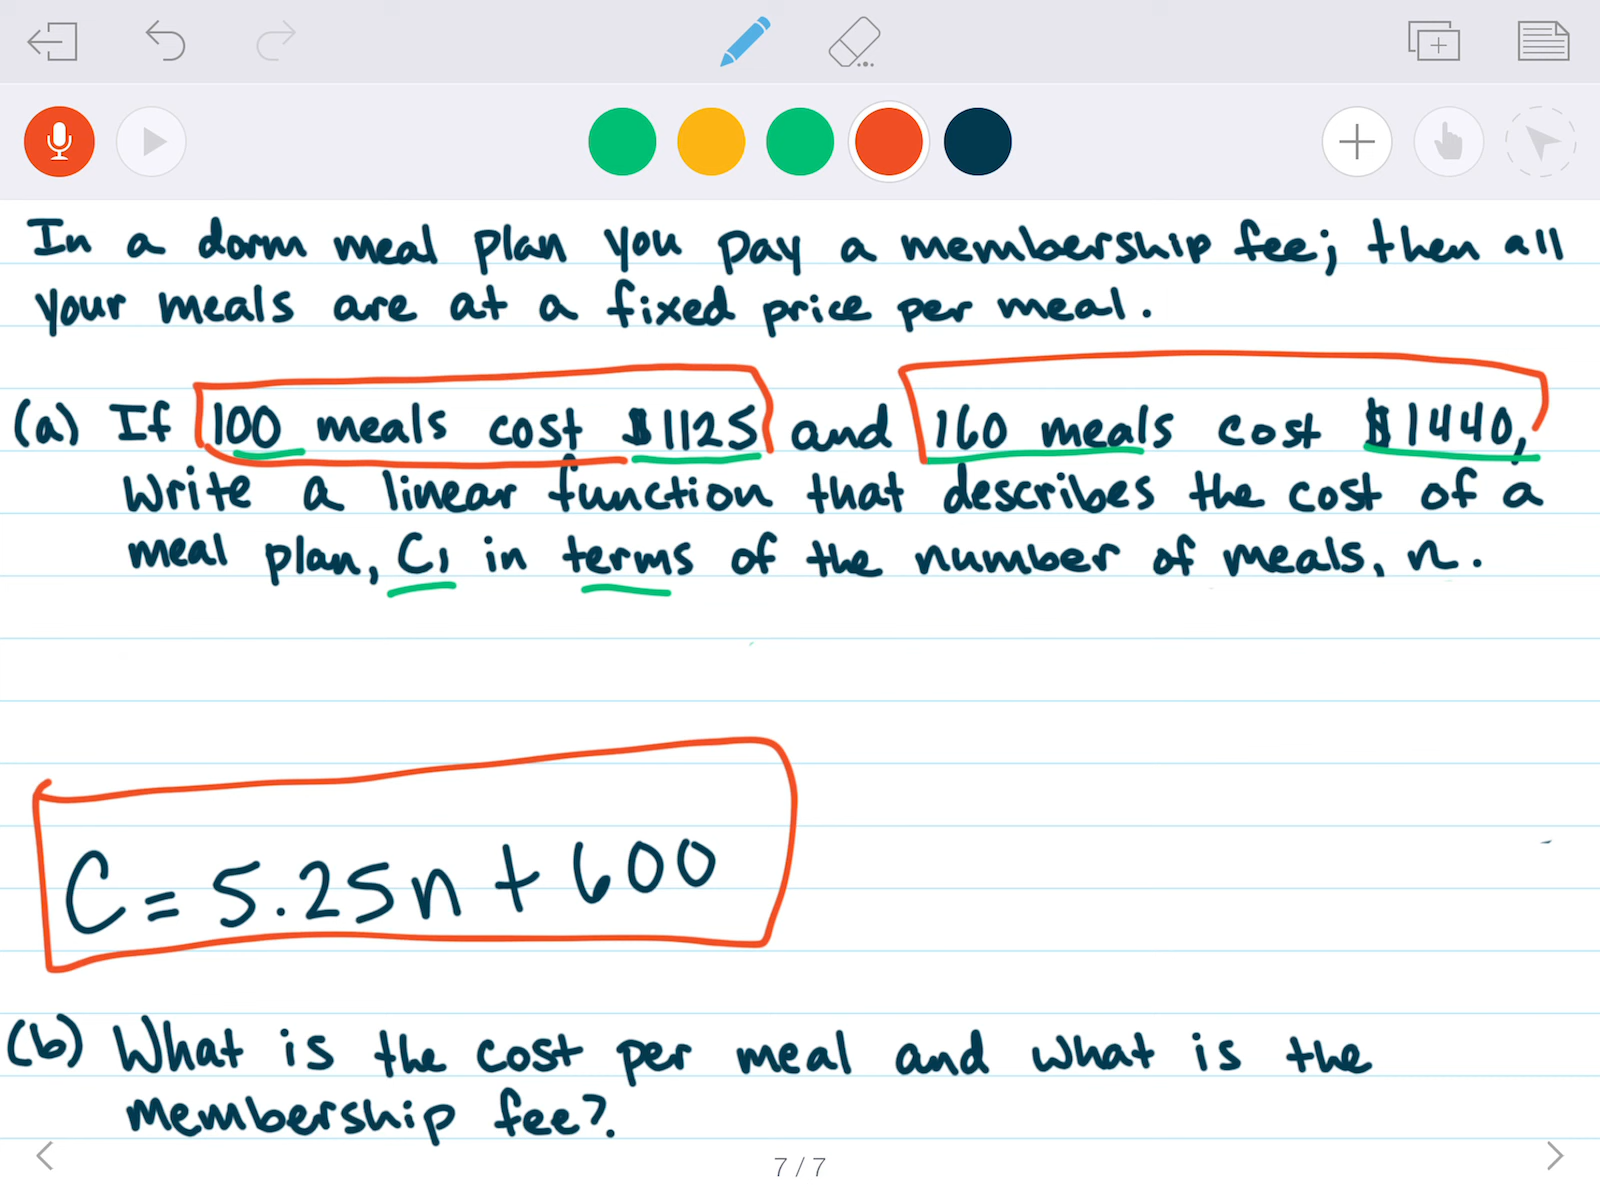 In a dorm meal plan you pay a membership fee; then all
your meals are at a fixed price per meal.
(a) If 100 meals cost $1125 and 160 meals cost $1440,
Write a linear function that describes the cost of a
meal plan, C, in terms of the number of meals, n.
C = 5.25n + 600
(b) What is the cost per meal and what is the
membership fee?
7 / 7